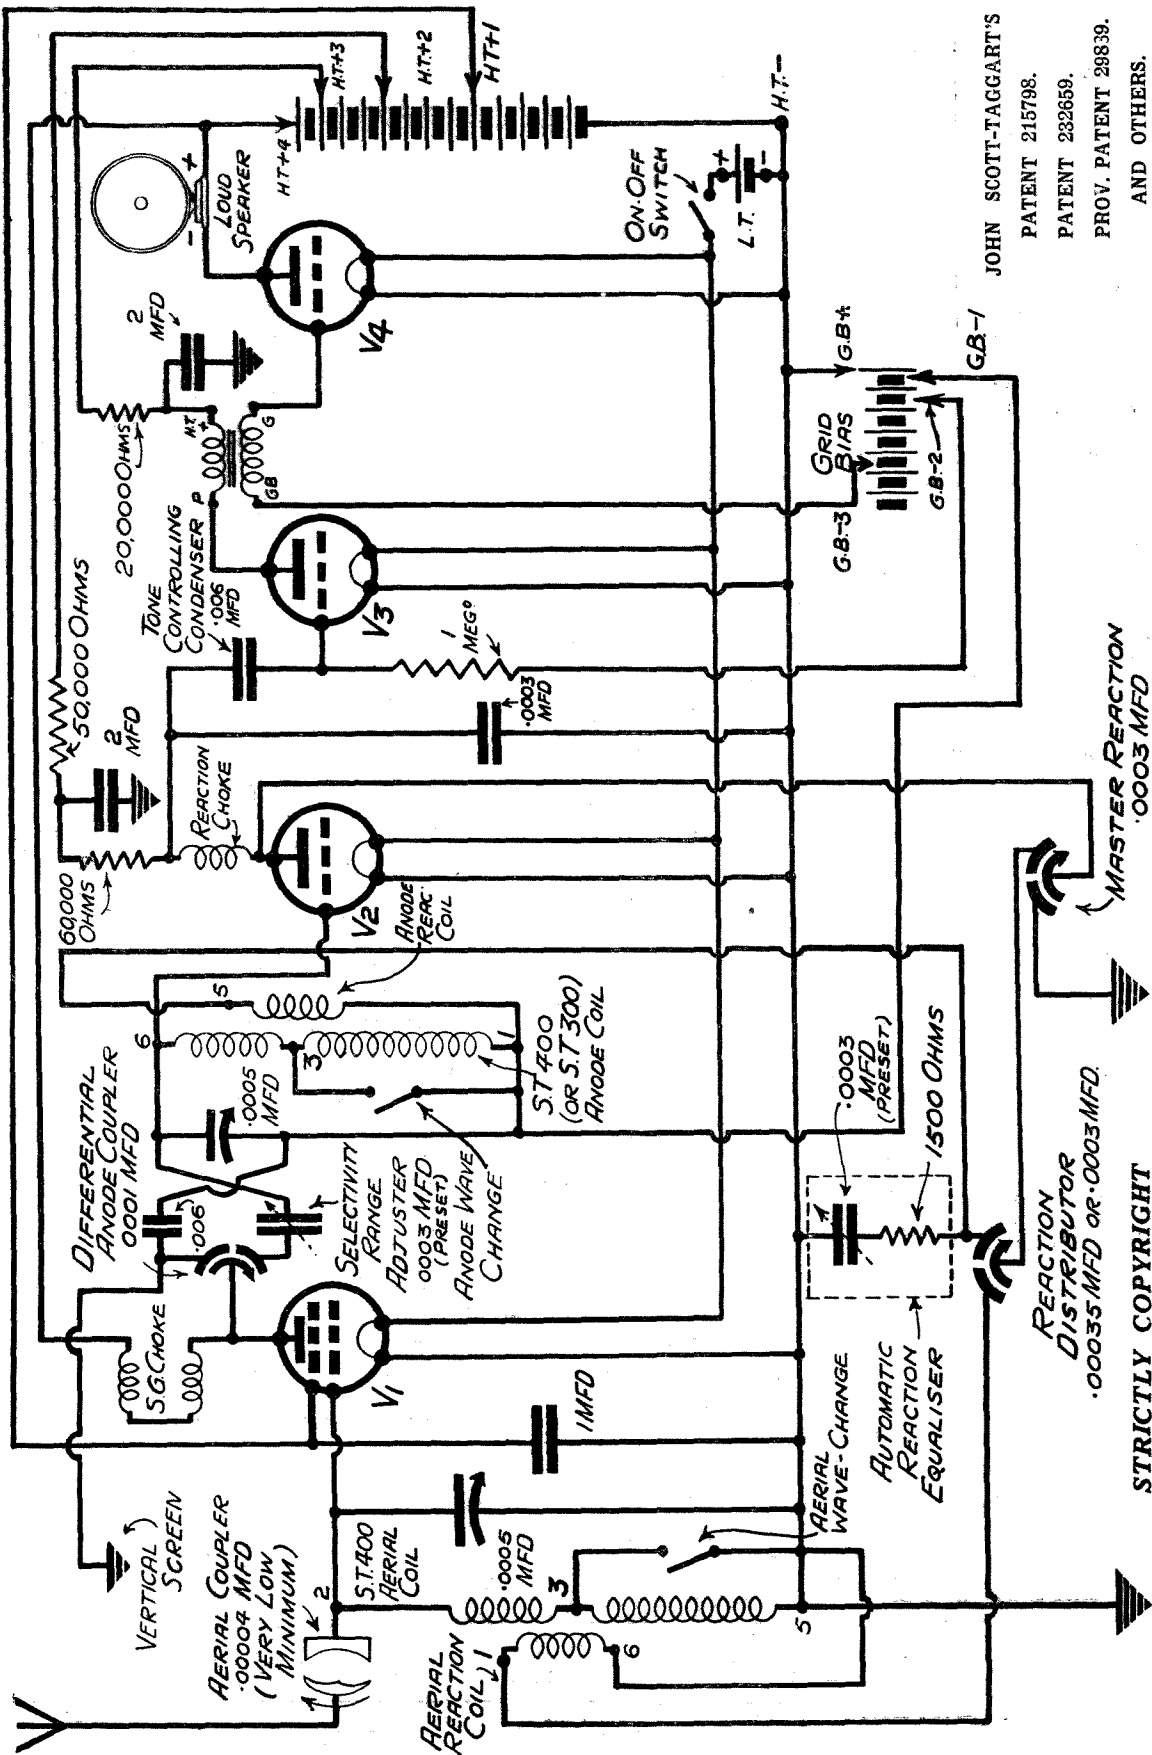 VERTICAL
SCREEN
AERIAL COUPLER
.00004 MFD
(VERY LOW
MINIMUM)
2
S.T.400
AERIAL
COIL
AERIAL
REACTION
COIL
1
.0005
MFD
3
6
5
AERIAL
WAVE-CHANGE
1MFD
S.G.CHOKE
V1
DIFFERENTIAL
ANODE COUPLER
.0001 MFD
.006
SELECTIVITY
RANGE
ADJUSTER
.0003 MFD
(PRESET)
ANODE WAVE
CHANGE
.0005
MFD
6
3
1
5
S.T 400
(OR S.T 300)
ANODE COIL
ANODE
REAC.
COIL
V2
60,000
OHMS
2
MFD
50,000 OHMS
REACTION
CHOKE
.0003
MFD
TONE
CONTROLLING
CONDENSER
.006
MFD
1
MEGº
V3
20,000 OHMS
P
H.T.
+
GB
G
2
MFD
V4
LOUD
SPEAKER
-
+
H.T+4
H.T.+3
H.T.+2
HT+1
H.T.-
ON-OFF
SWITCH
L.T.
+
-
GRID
BIAS
G.B.+
G.B.-1
G.B.-2
G.B.-3
AUTOMATIC
REACTION
EQUALISER
.0003
MFD
(PRESET)
1500 OHMS
REACTION
DISTRIBUTOR
.00035 MFD OR .0003 MFD.
MASTER REACTION
.0003 MFD
JOHN SCOTT-TAGGART'S
PATENT 215798.
PATENT 232659.
PROV. PATENT 29839.
AND OTHERS.
STRICTLY COPYRIGHT